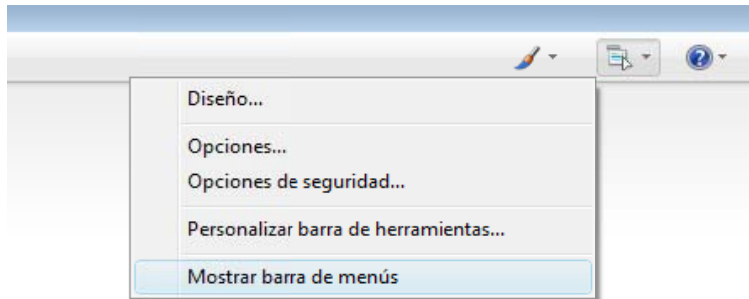 Diseño...
Opciones...
Opciones de seguridad...
Personalizar barra de herramientas...
Mostrar barra de menús